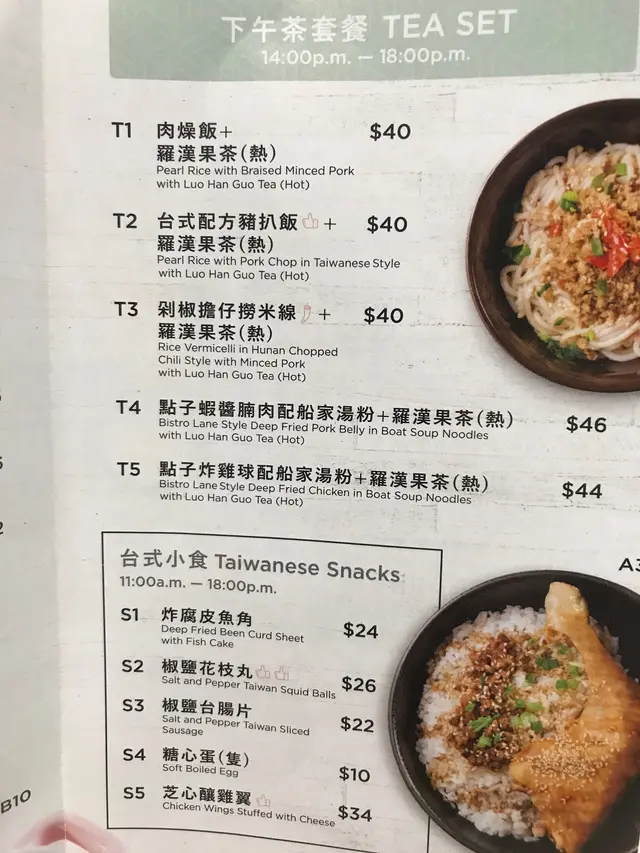 下午茶套餐 TEA SET
14:00p.m. — 18:00p.m.
T1 肉燥飯+ $40
羅漢果茶(熱)
Pearl Rice with Braised Minced Pork
with Luo Han Guo Tea (Hot)
T2 台式配方豬扒飯 + $40
羅漢果茶(熱)
Pearl Rice with Pork Chop in Taiwanese Style
with Luo Han Guo Tea (Hot)
T3 剁椒擔仔撈米線 + $40
羅漢果茶(熱)
Rice Vermicelli in Hunan Chopped
Chili Style with Minced Pork
with Luo Han Guo Tea (Hot)
T4 點子蝦醬腩肉配船家湯粉+羅漢果茶(熱) $46
Bistro Lane Style Deep Fried Pork Belly in Boat Soup Noodles
with Luo Han Guo Tea (Hot)
T5 點子炸雞球配船家湯粉+羅漢果茶(熱) $44
Bistro Lane Style Deep Fried Chicken in Boat Soup Noodles
with Luo Han Guo Tea (Hot)
台式小食 Taiwanese Snacks
11:00a.m. — 18:00p.m.
S1 炸腐皮魚角 $24
Deep Fried Been Curd Sheet
with Fish Cake
S2 椒鹽花枝丸 $26
Salt and Pepper Taiwan Squid Balls
S3 椒鹽台腸片 $22
Salt and Pepper Taiwan Sliced
Sausage
S4 糖心蛋(隻) $10
Soft Boiled Egg
S5 芝心釀雞翼 $34
Chicken Wings Stuffed with Cheese
B10